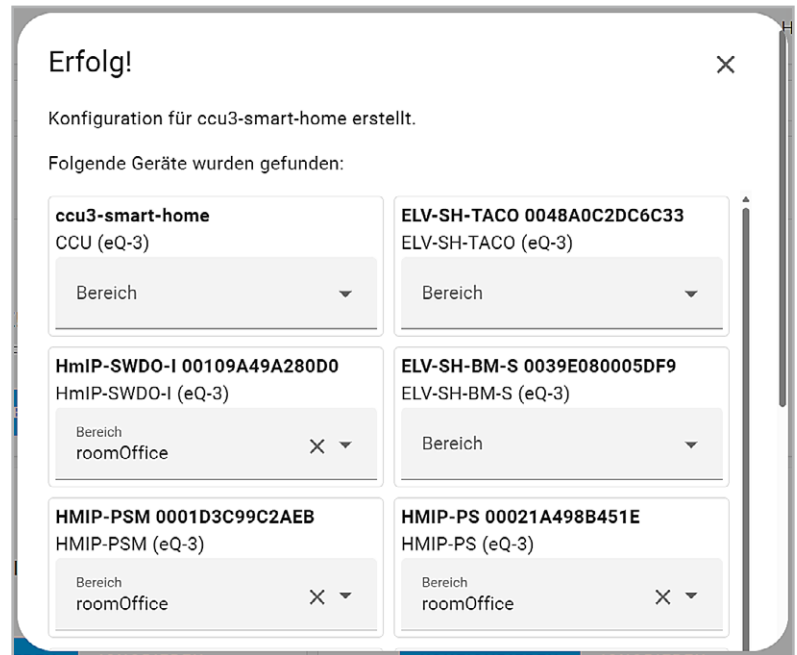 Erfolg!
Konfiguration für ccu3-smart-home erstellt.
Folgende Geräte wurden gefunden:
ccu3-smart-home
CCU (eQ-3)
Bereich
ELV-SH-TACO 0048A0C2DC6C33
ELV-SH-TACO (eQ-3)
Bereich
HmIP-SWDO-I 00109A49A280D0
HmIP-SWDO-I (eQ-3)
Bereich
roomOffice
ELV-SH-BM-S 0039E080005DF9
ELV-SH-BM-S (eQ-3)
Bereich
HMIP-PSM 0001D3C99C2AEB
HMIP-PSM (eQ-3)
Bereich
roomOffice
HMIP-PS 00021A498B451E
HMIP-PS (eQ-3)
Bereich
roomOffice